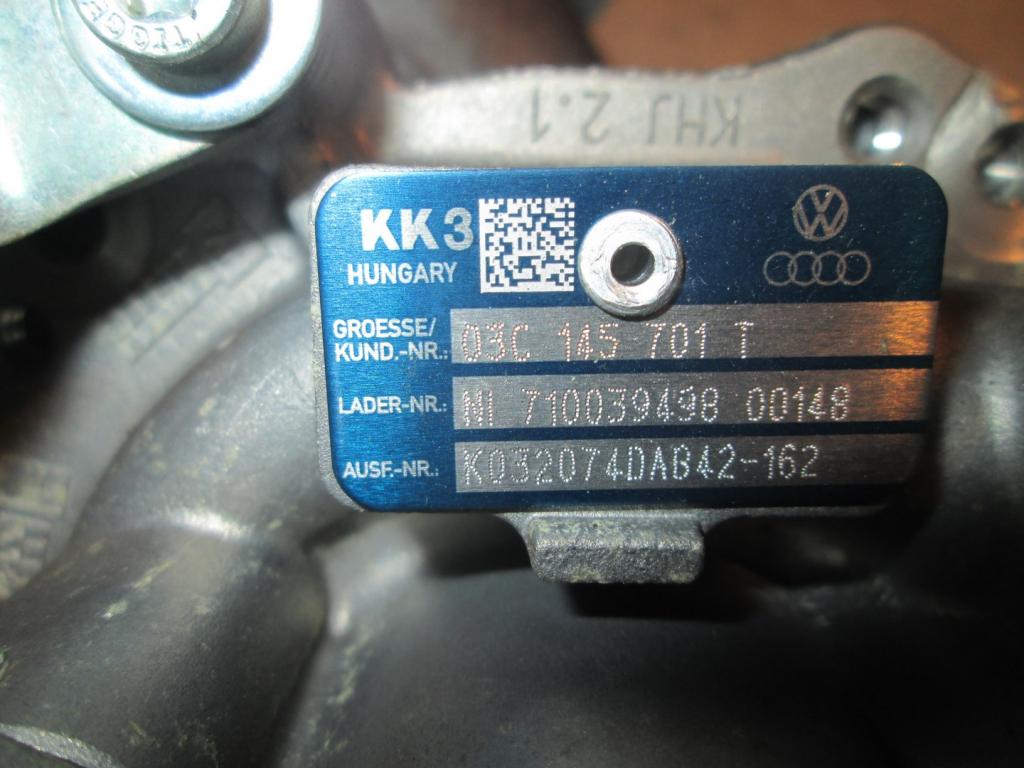 KHJ 2.1
KK3
HUNGARY
GROESSE/
KUND.-NR.: 03C 145 701 T
LADER-NR.: NL 710039498 00148
AUSF.-NR.: K032074DAB42-162